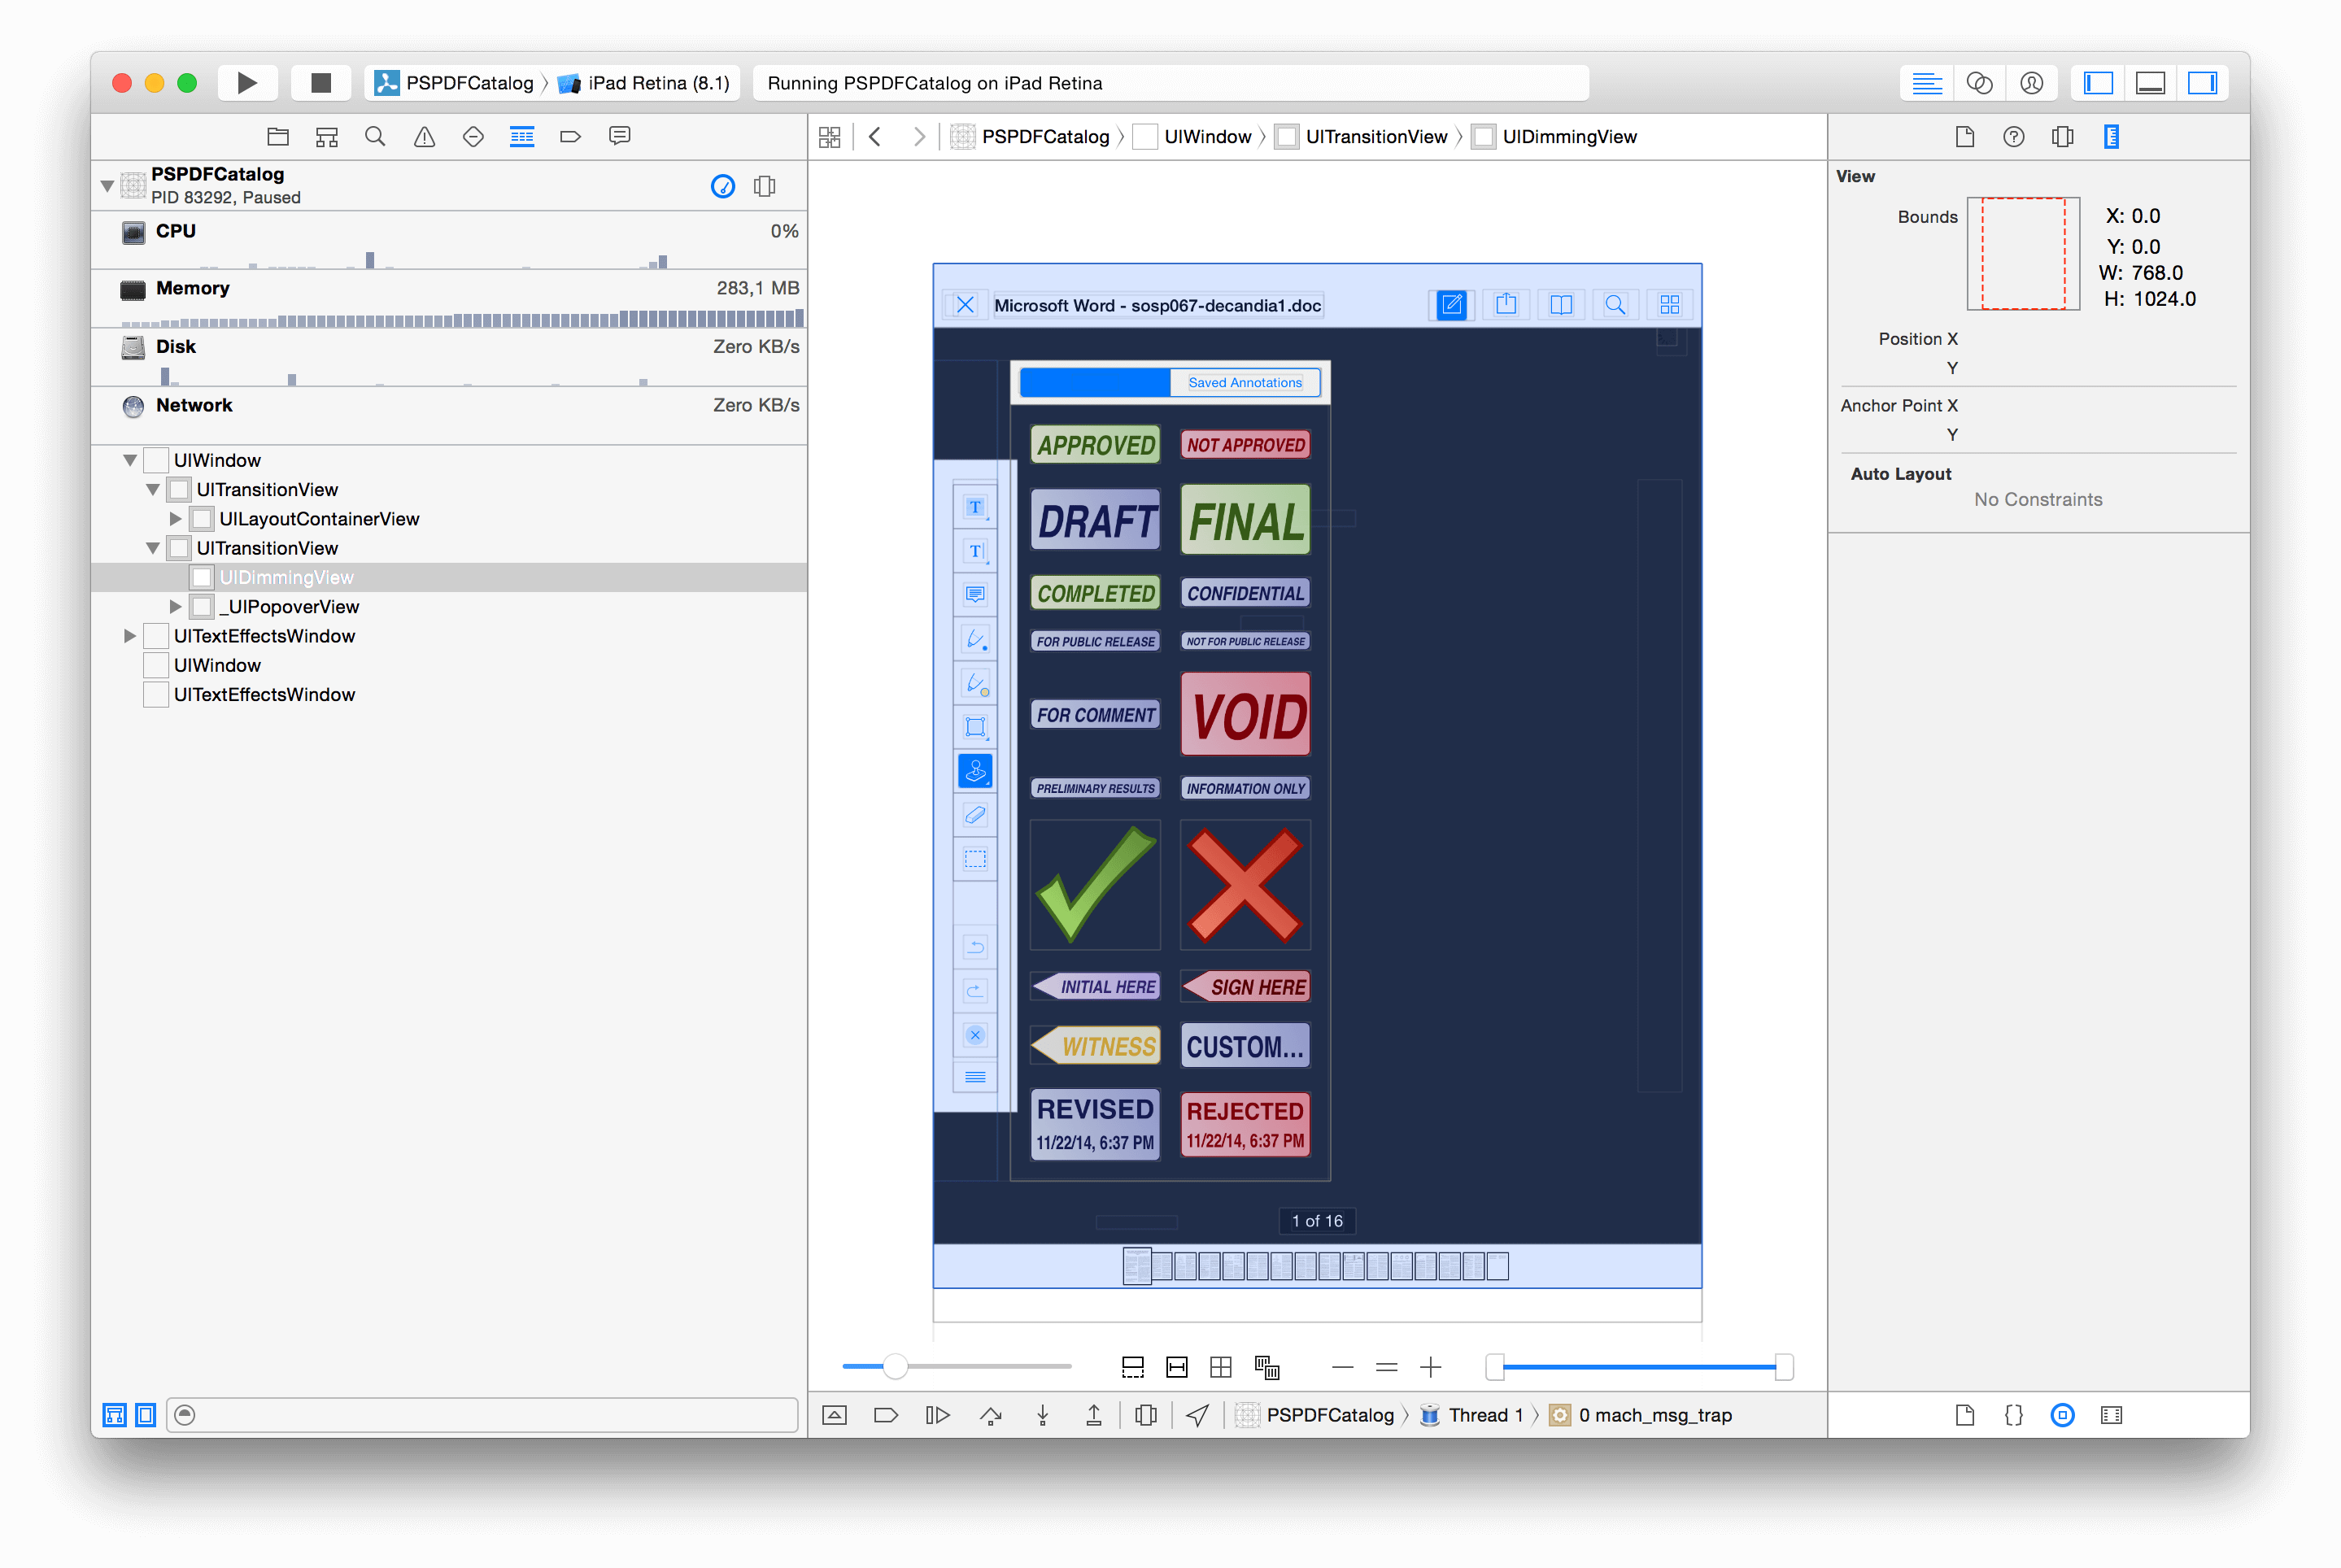 PSPDFCatalog iPad Retina (8.1)
Running PSPDFCatalog on iPad Retina
PSPDFCatalog UIWindow UITransitionView UIDimmingView
PSPDFCatalog
PID 83292, Paused
CPU 0%
Memory 283,1 MB
Disk Zero KB/s
Network Zero KB/s
UIWindow
UITransitionView
UILayoutContainerView
UITransitionView
UIDimmingView
_UIPopoverView
UITextEffectsWindow
UIWindow
UITextEffectsWindow
Microsoft Word - sosp067-decandia1.doc
Saved Annotations
APPROVED NOT APPROVED
DRAFT FINAL
COMPLETED CONFIDENTIAL
FOR PUBLIC RELEASE NOT FOR PUBLIC RELEASE
FOR COMMENT VOID
PRELIMINARY RESULTS INFORMATION ONLY
INITIAL HERE SIGN HERE
WITNESS CUSTOM...
REVISED REJECTED
11/22/14, 6:37 PM 11/22/14, 6:37 PM
T
T
1 of 16
PSPDFCatalog Thread 1 0 mach_msg_trap
View
Bounds X: 0.0
Y: 0.0
W: 768.0
H: 1024.0
Position X
Y
Anchor Point X
Y
Auto Layout
No Constraints